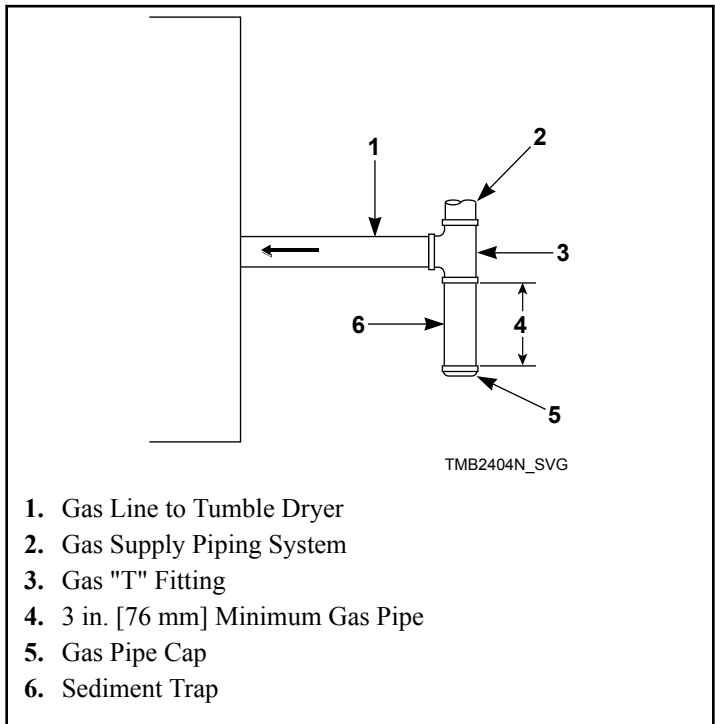 1
2
3
6
4
5
TMB2404N_SVG
1. Gas Line to Tumble Dryer
2. Gas Supply Piping System
3. Gas "T" Fitting
4. 3 in. [76 mm] Minimum Gas Pipe
5. Gas Pipe Cap
6. Sediment Trap